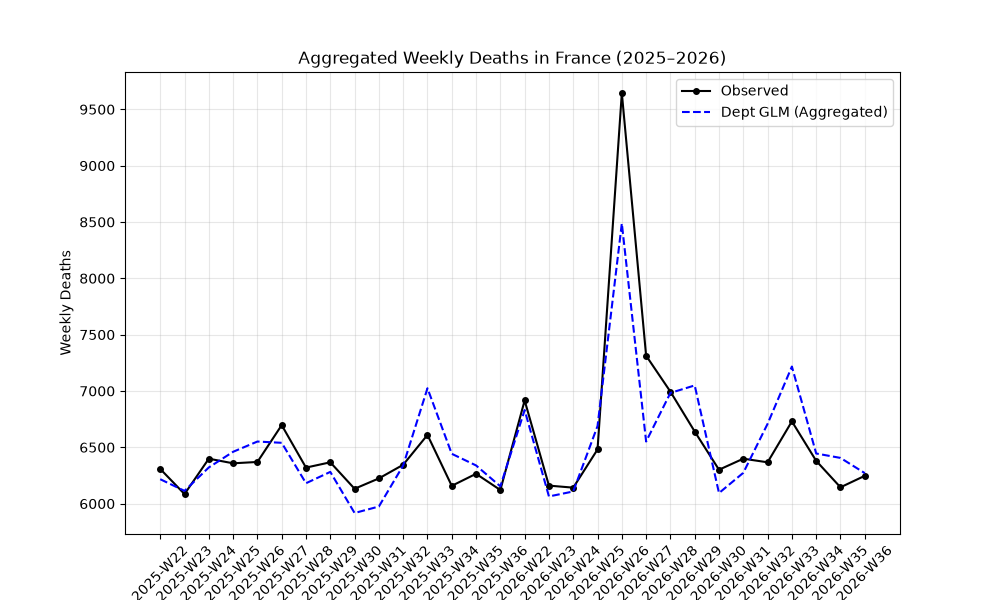 Aggregated Weekly Deaths in France (2025–2026)
Observed
Dept GLM (Aggregated)
Weekly Deaths
9500
9000
8500
8000
7500
7000
6500
6000
2025-W22
2025-W23
2025-W24
2025-W25
2025-W26
2025-W27
2025-W28
2025-W29
2025-W30
2025-W31
2025-W32
2025-W33
2025-W34
2025-W35
2025-W36
2026-W22
2026-W23
2026-W24
2026-W25
2026-W26
2026-W27
2026-W28
2026-W29
2026-W30
2026-W31
2026-W32
2026-W33
2026-W34
2026-W35
2026-W36